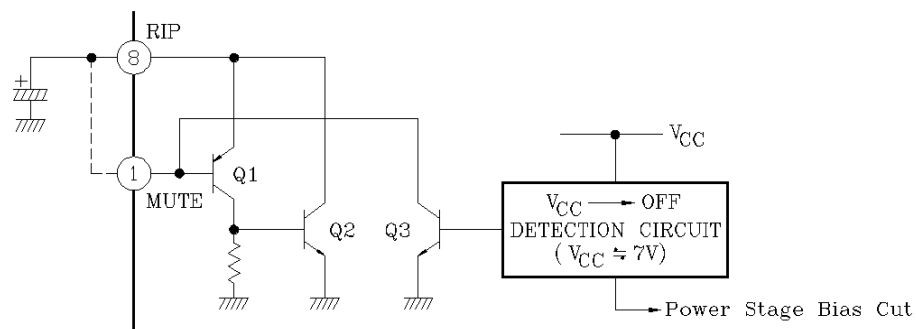 RIP
8
+
1
MUTE
Q1
Q2
Q3
VCC
VCC → OFF
DETECTION CIRCUIT
( VCC ≒ 7V)
Power Stage Bias Cut